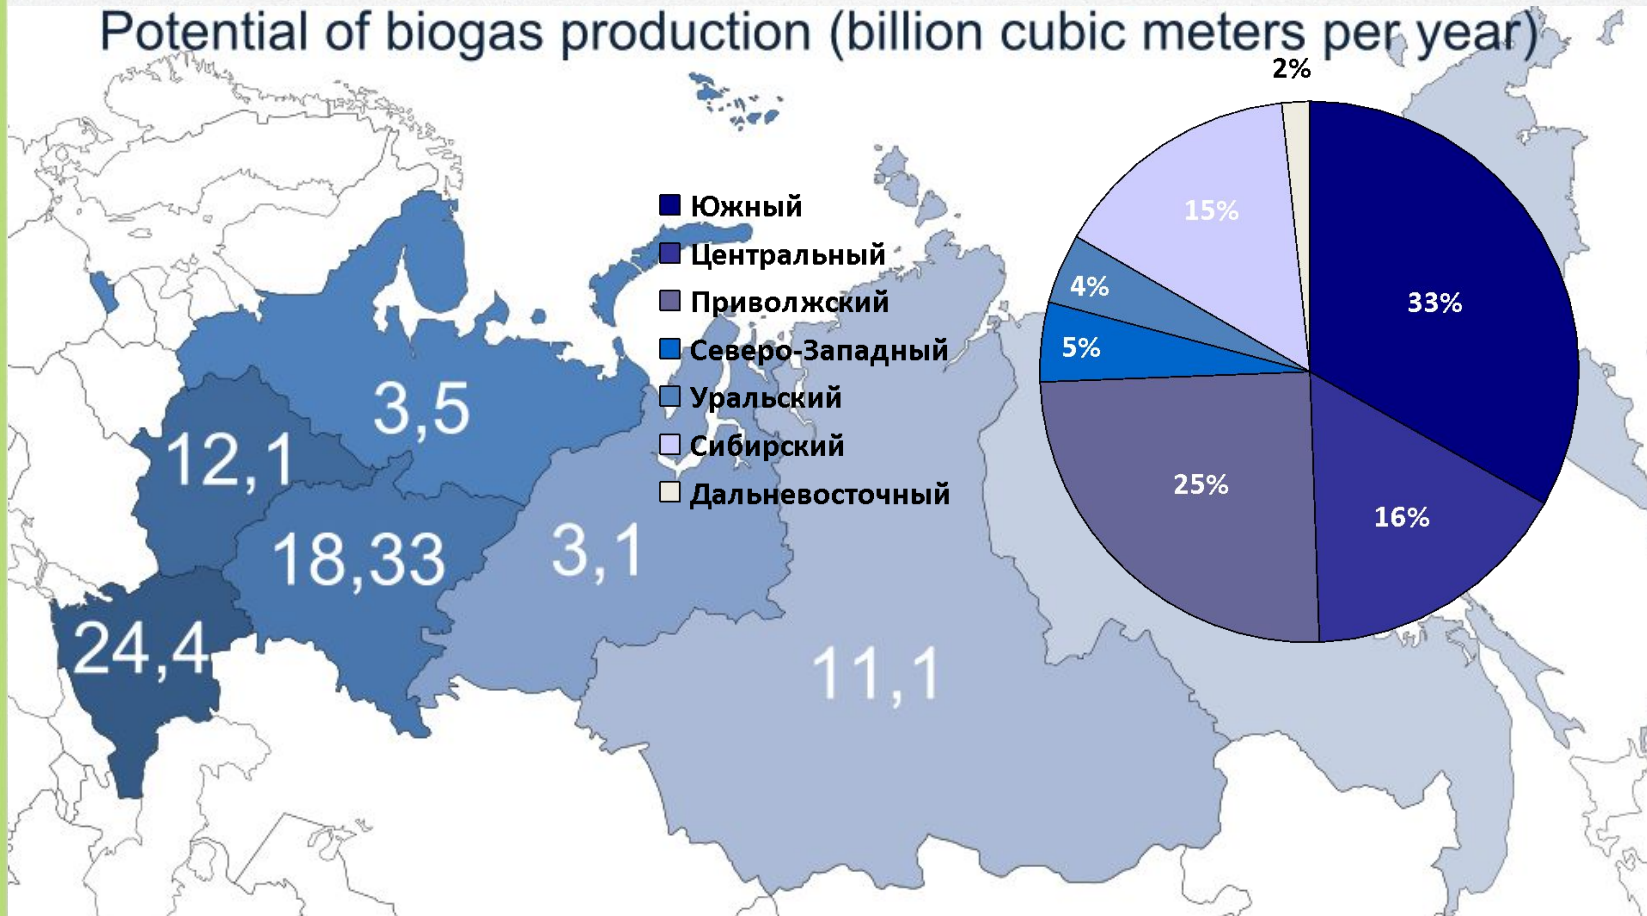 Potential of biogas production (billion cubic meters per year)
2%
Южный
Центральный
Приволжский
Северо-Западный
Уральский
Сибирский
Дальневосточный
15%
4%
5%
33%
25%
16%
3,5
12,1
18,33
3,1
24,4
11,1